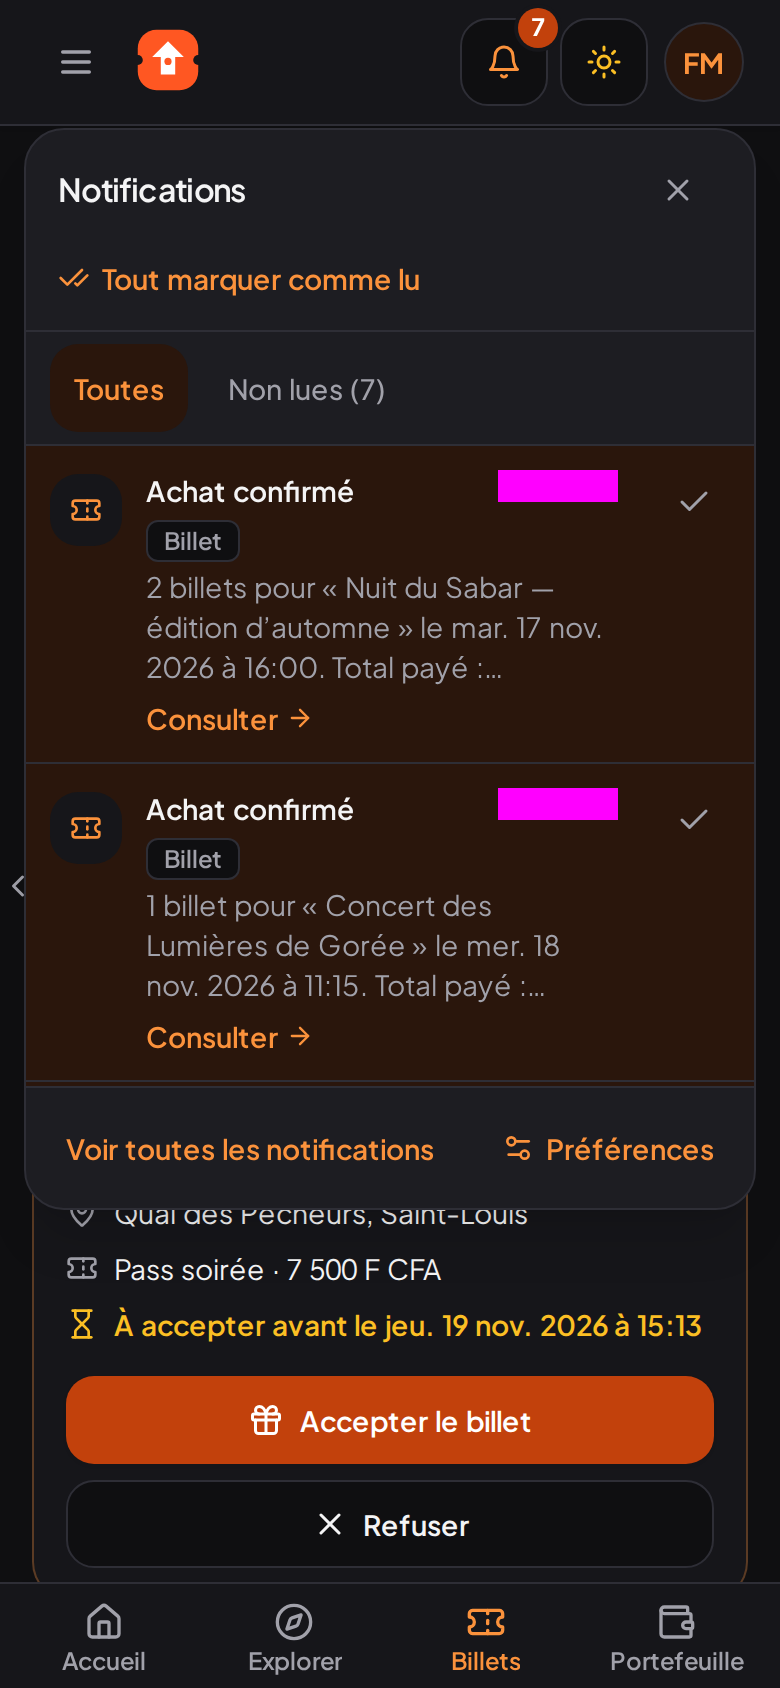 7
FM
Notifications
Tout marquer comme lu
Toutes
Non lues (7)
Achat confirmé
Billet
2 billets pour « Nuit du Sabar —
édition d’automne » le mar. 17 nov.
2026 à 16:00. Total payé :…
Consulter
Achat confirmé
Billet
1 billet pour « Concert des
Lumières de Gorée » le mer. 18
nov. 2026 à 11:15. Total payé :…
Consulter
Voir toutes les notifications
Préférences
Quai des Pêcheurs, Saint-Louis
Pass soirée · 7 500 F CFA
À accepter avant le jeu. 19 nov. 2026 à 15:13
Accepter le billet
Refuser
Accueil
Explorer
Billets
Portefeuille